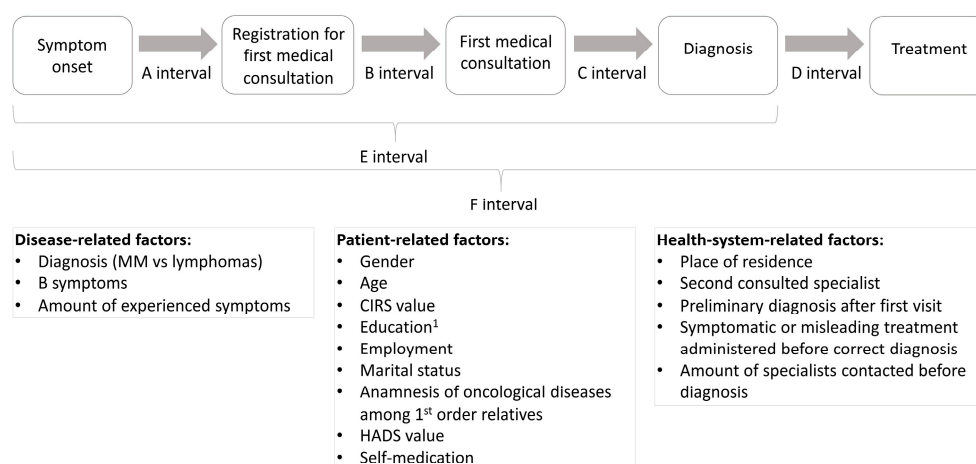 Symptom
onset
A interval
Registration for
first medical
consultation
B interval
First medical
consultation
C interval
Diagnosis
D interval
Treatment
E interval
F interval
Disease-related factors:
• Diagnosis (MM vs lymphomas)
• B symptoms
• Amount of experienced symptoms
Patient-related factors:
• Gender
• Age
• CIRS value
• Education¹
• Employment
• Marital status
• Anamnesis of oncological diseases
among 1st order relatives
• HADS value
• Self-medication
Health-system-related factors:
• Place of residence
• Second consulted specialist
• Preliminary diagnosis after first visit
• Symptomatic or misleading treatment
administered before correct diagnosis
• Amount of specialists contacted before
diagnosis